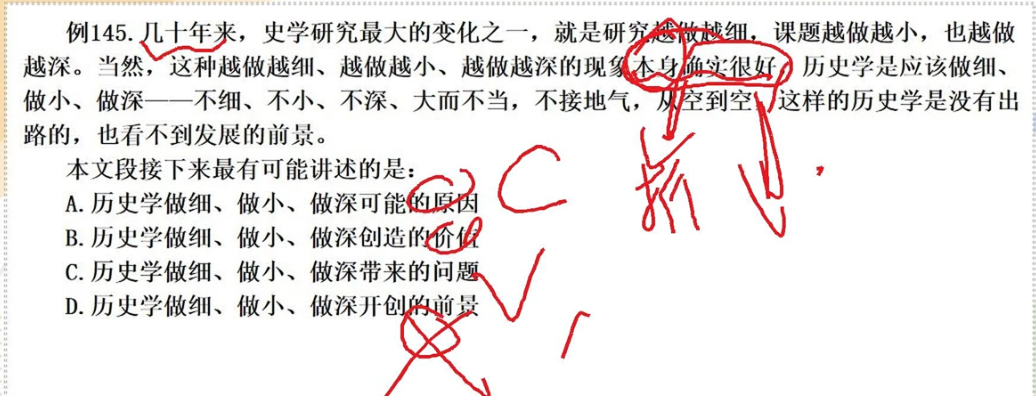 例145.几十年来，史学研究最大的变化之一，就是研究越做越细，课题越做越小，也越做
越深。当然，这种越做越细、越做越小、越做越深的现象本身确实很好，历史学是应该做细、
做小、做深——不细、不小、不深、大而不当，不接地气，从空到空，这样的历史学是没有出
路的，也看不到发展的前景。
本文段接下来最有可能讲述的是：
A.历史学做细、做小、做深可能的原因
B.历史学做细、做小、做深创造的价值
C.历史学做细、做小、做深带来的问题
D.历史学做细、做小、做深开创的前景
C